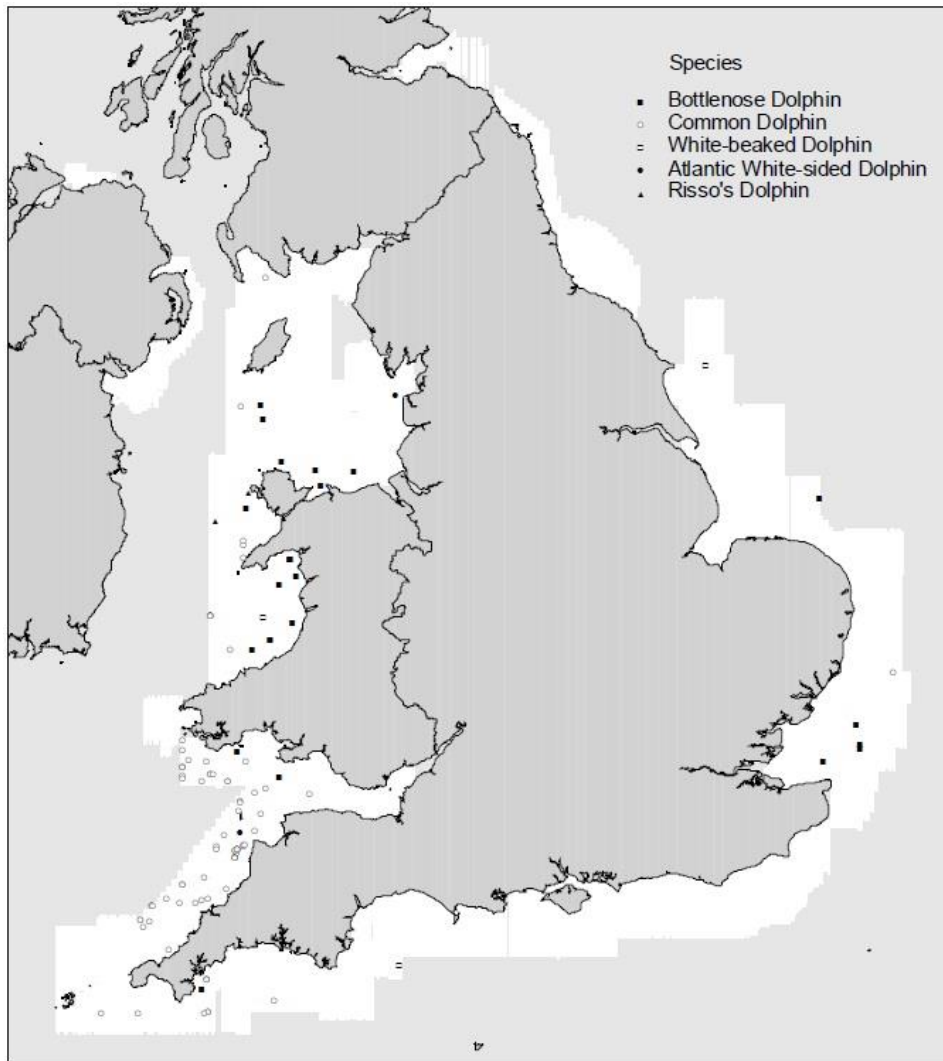 Species
Bottlenose Dolphin
Common Dolphin
White-beaked Dolphin
Atlantic White-sided Dolphin
Risso's Dolphin